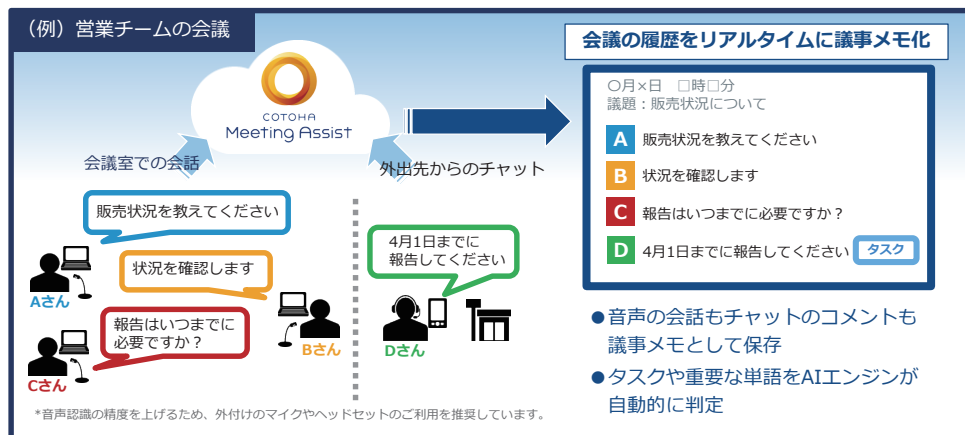 （例）営業チームの会議
COTOHA
Meeting Assist
会議室での会話
外出先からのチャット
販売状況を教えてください
Aさん
状況を確認します
Bさん
報告はいつまでに
必要ですか？
Cさん
4月1日までに
報告してください
Dさん
*音声認識の精度を上げるため、外付けのマイクやヘッドセットのご利用を推奨しています。
会議の履歴をリアルタイムに議事メモ化
〇月×日　□時□分
議題：販売状況について
A 販売状況を教えてください
B 状況を確認します
C 報告はいつまでに必要ですか？
D 4月1日までに報告してください タスク
●音声の会話もチャットのコメントも
議事メモとして保存
●タスクや重要な単語をAIエンジンが
自動的に判定